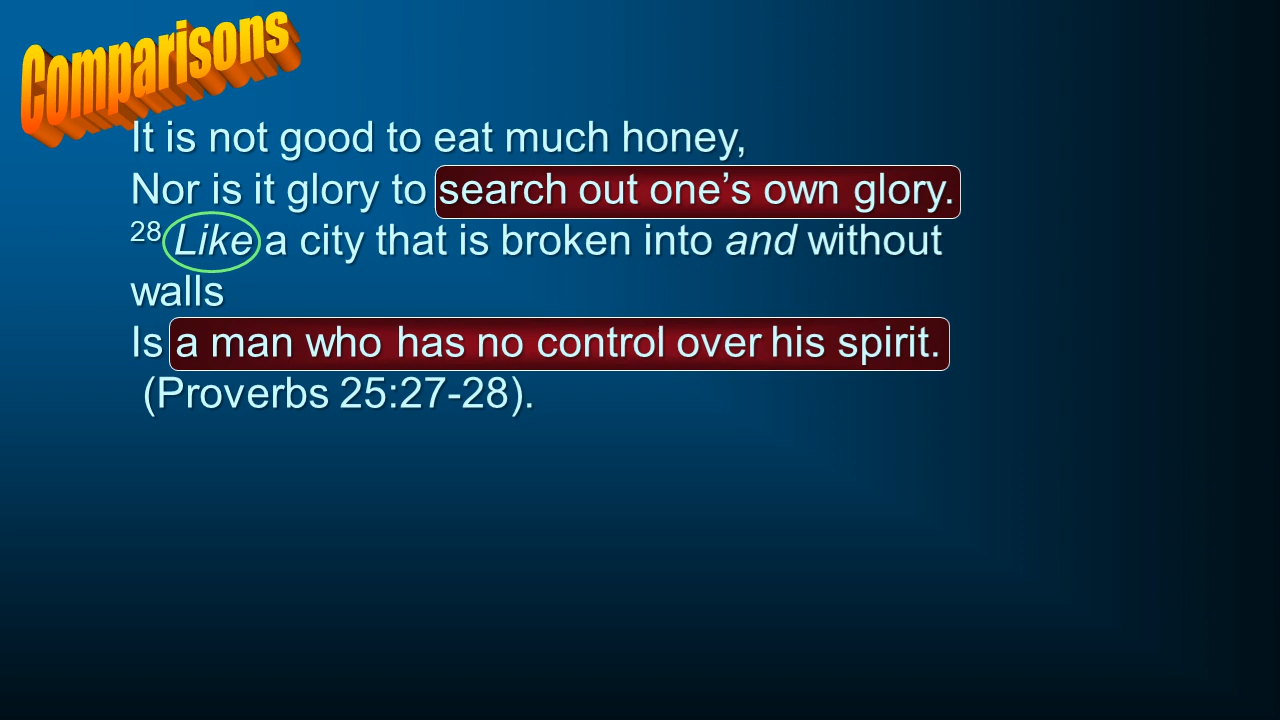 Comparisons
It is not good to eat much honey,
Nor is it glory to search out one’s own glory.
28 Like a city that is broken into and without
walls
Is a man who has no control over his spirit.
(Proverbs 25:27-28).